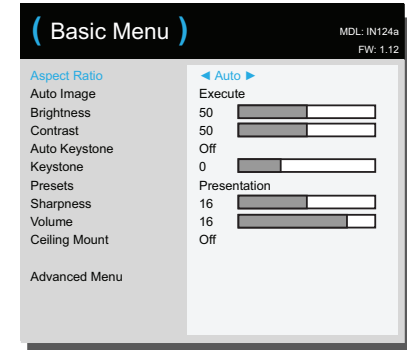 ( Basic Menu )
MDL: IN124a
FW: 1.12
Aspect Ratio ◄ Auto ►
Auto Image Execute
Brightness 50
Contrast 50
Auto Keystone Off
Keystone 0
Presets Presentation
Sharpness 16
Volume 16
Ceiling Mount Off
Advanced Menu